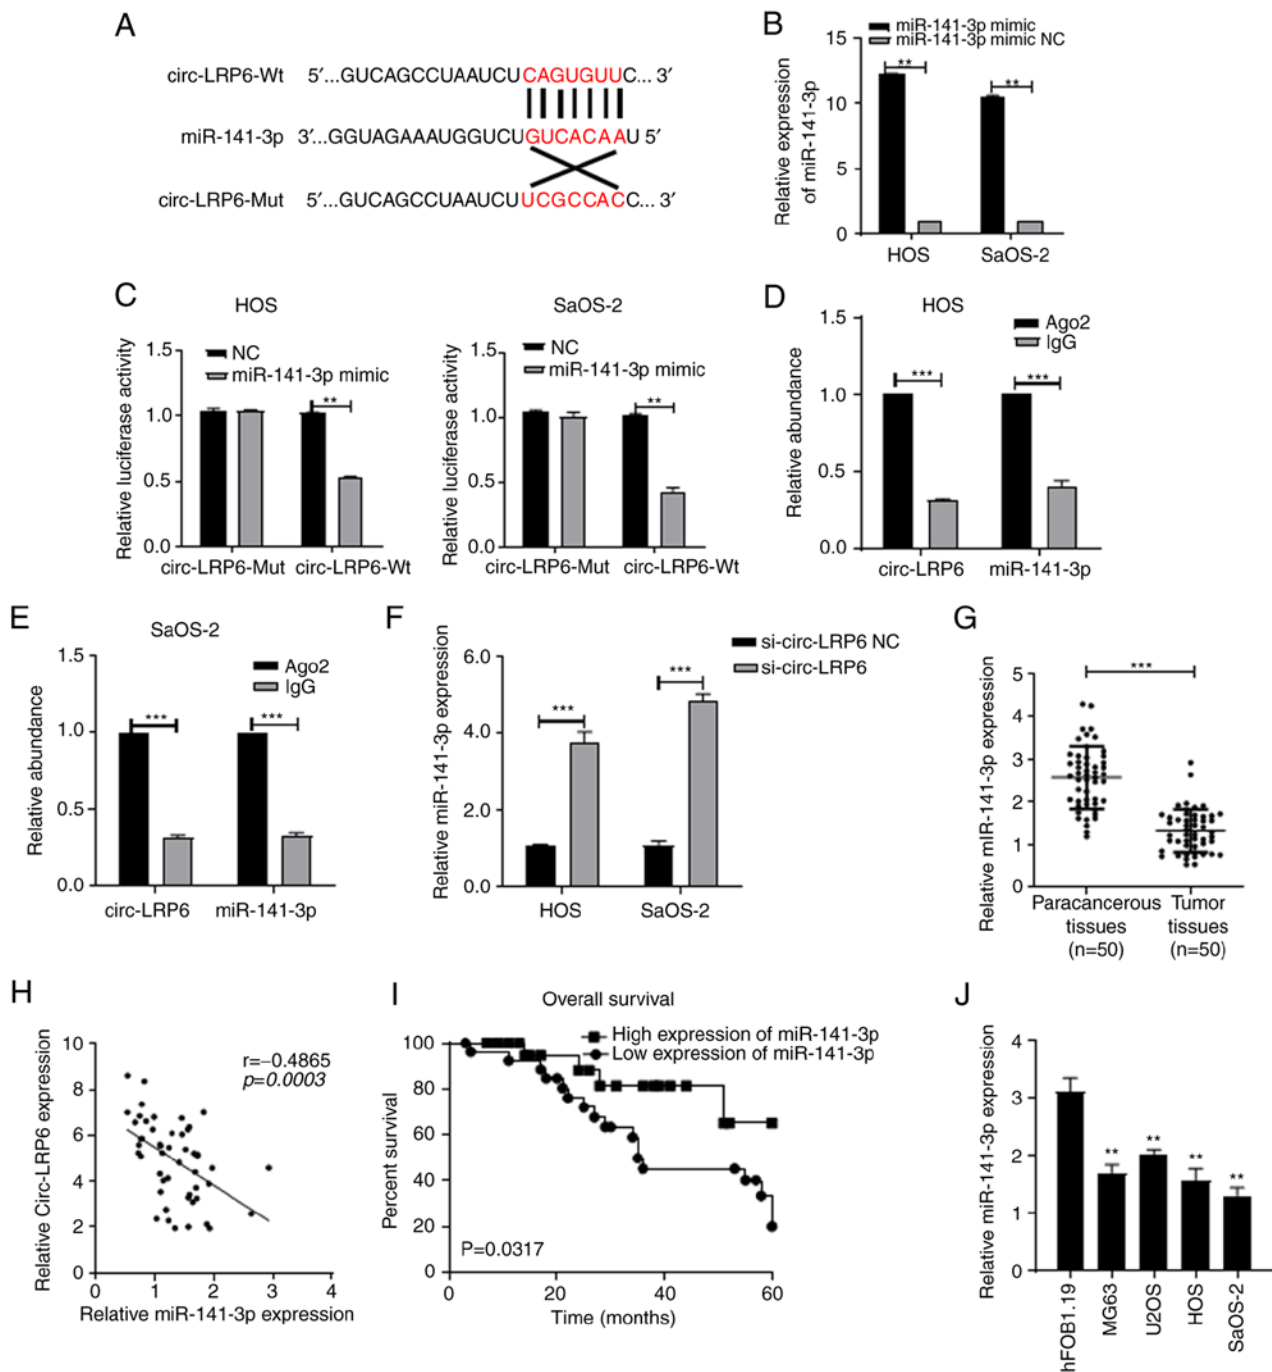 A
circ-LRP6-Wt 5′...GUCAGCCUAAUCUCAGUGUUC... 3′
miR-141-3p 3′...GGUAGAAAUGGUCUGUCACAAU 5′
circ-LRP6-Mut 5′...GUCAGCCUAAUCUUCGCCACC... 3′
B
miR-141-3p mimic
miR-141-3p mimic NC
Relative expression
of miR-141-3p
15
10
5
0
**
**
HOS SaOS-2
C
HOS
Relative luciferase activity
1.5
1.0
0.5
0.0
NC
miR-141-3p mimic
**
circ-LRP6-Mut circ-LRP6-Wt
SaOS-2
Relative luciferase activity
1.5
1.0
0.5
0.0
NC
miR-141-3p mimic
**
circ-LRP6-Mut circ-LRP6-Wt
D
HOS
Relative abundance
1.5
1.0
0.5
0.0
Ago2
IgG
***
***
circ-LRP6 miR-141-3p
E
SaOS-2
Relative abundance
1.5
1.0
0.5
0.0
Ago2
IgG
***
***
circ-LRP6 miR-141-3p
F
Relative miR-141-3p expression
6.0
4.0
2.0
0.0
si-circ-LRP6 NC
si-circ-LRP6
***
***
HOS SaOS-2
G
Relative miR-141-3p expression
5
4
3
2
1
0
***
Paracancerous
tissues
(n=50)
Tumor
tissues
(n=50)
H
Relative Circ-LRP6 expression
10
8
6
4
2
0
r=−0.4865
p=0.0003
0 1 2 3 4
Relative miR-141-3p expression
I
Overall survival
High expression of miR-141-3p
Low expression of miR-141-3p
Percent survival
100
80
60
40
20
0
P=0.0317
0 20 40 60
Time (months)
J
Relative miR-141-3p expression
4
3
2
1
0
**
**
**
**
hFOB1.19
MG63
U2OS
HOS
SaOS-2